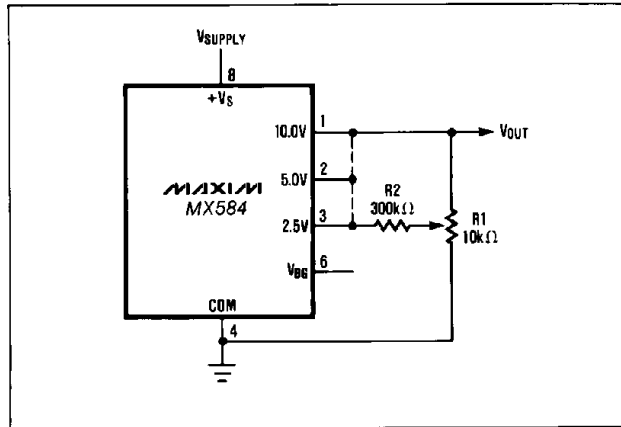 VSUPPLY
8
+VS
10.0V
1
VOUT
5.0V
2
MAXIM
MX584
R2
300kΩ
R1
10kΩ
2.5V
3
VBG
6
COM
4